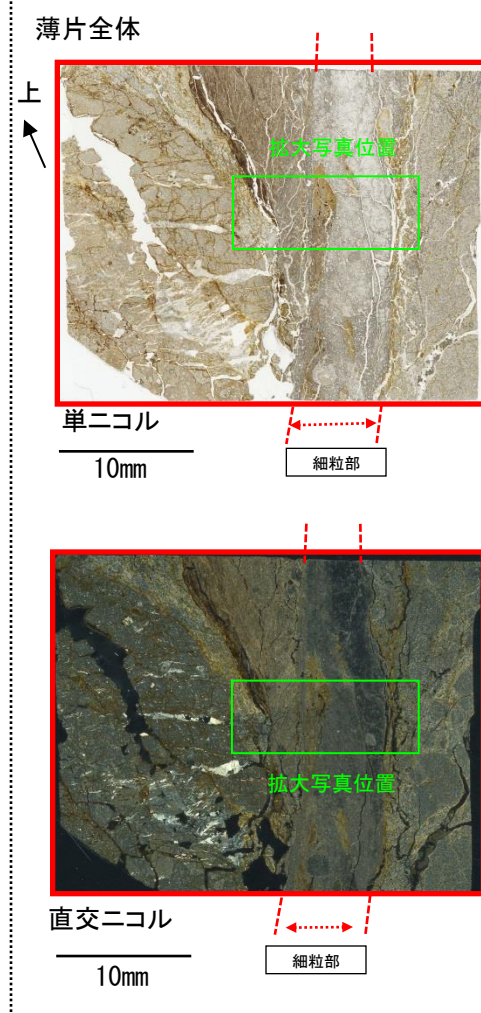 薄片全体
上
拡大写真位置
単ニコル
10mm
細粒部
拡大写真位置
直交ニコル
10mm
細粒部